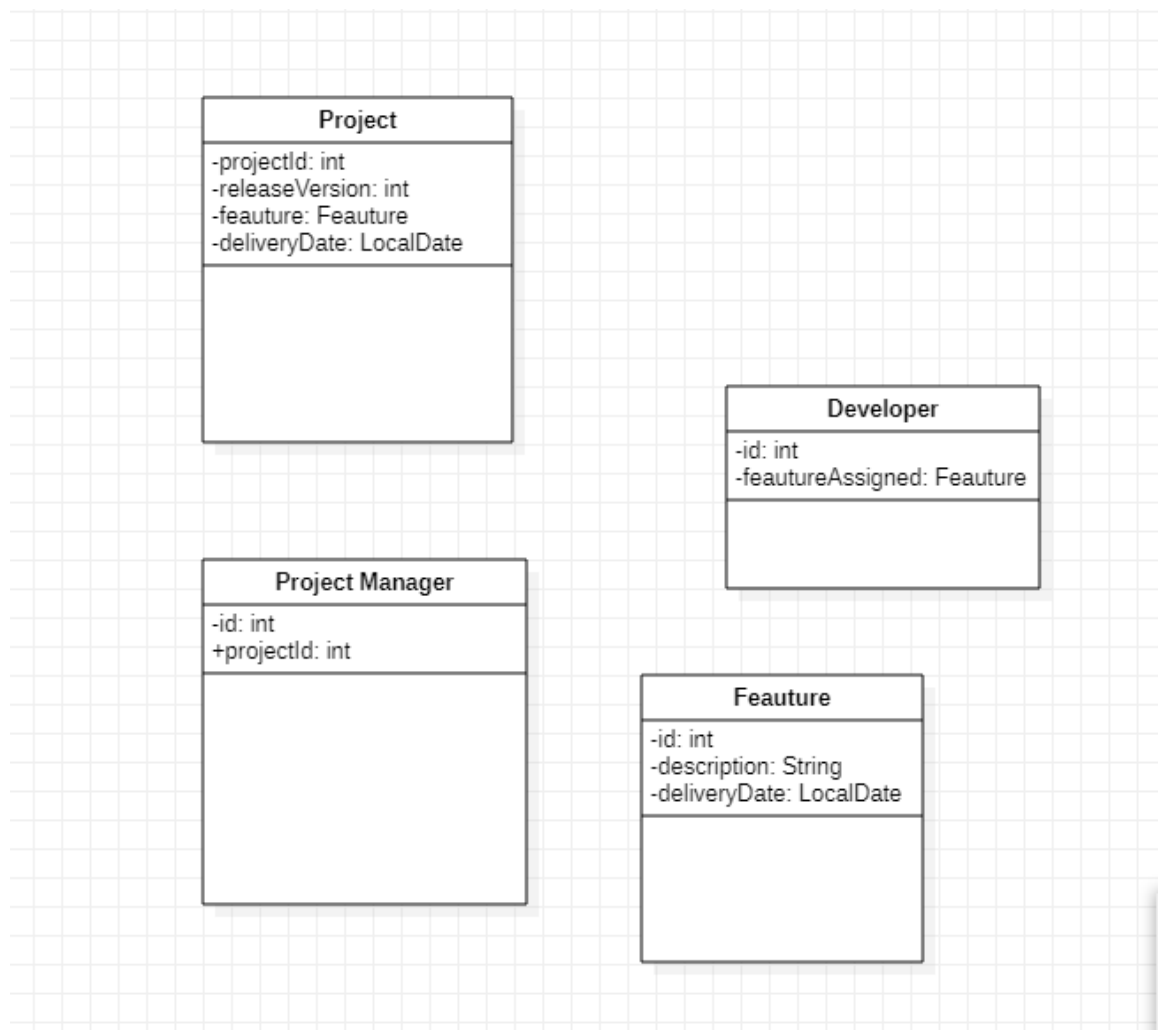 Project
-projectId: int
-releaseVersion: int
-feauture: Feauture
-deliveryDate: LocalDate
Developer
-id: int
-feautureAssigned: Feauture
Project Manager
-id: int
+projectId: int
Feauture
-id: int
-description: String
-deliveryDate: LocalDate